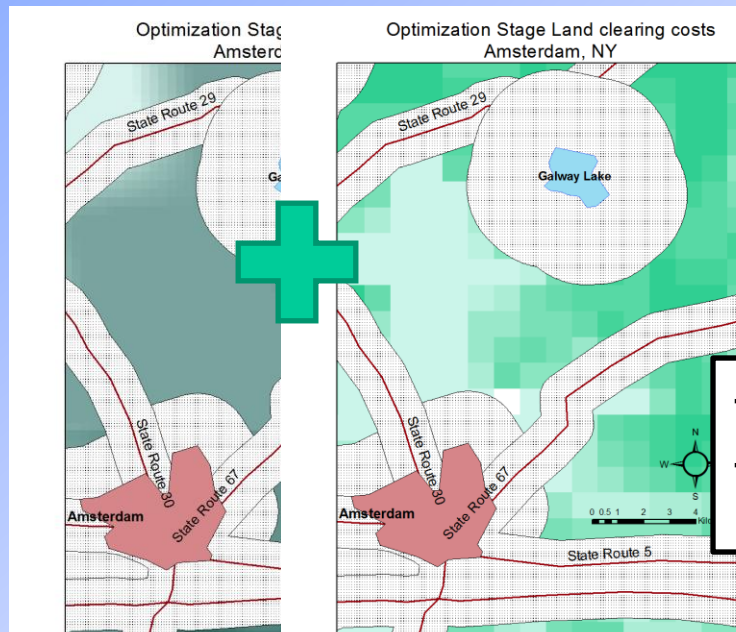 Optimization Stag
Amsterd
State Route 29
Ga
State Route 30
State Route 67
Amsterdam
Optimization Stage Land clearing costs
Amsterdam, NY
State Route 29
Galway Lake
State Route 30
State Route 67
Amsterdam
State Route 5
N
W
S
0 0.5 1 2 3 4
Kilo